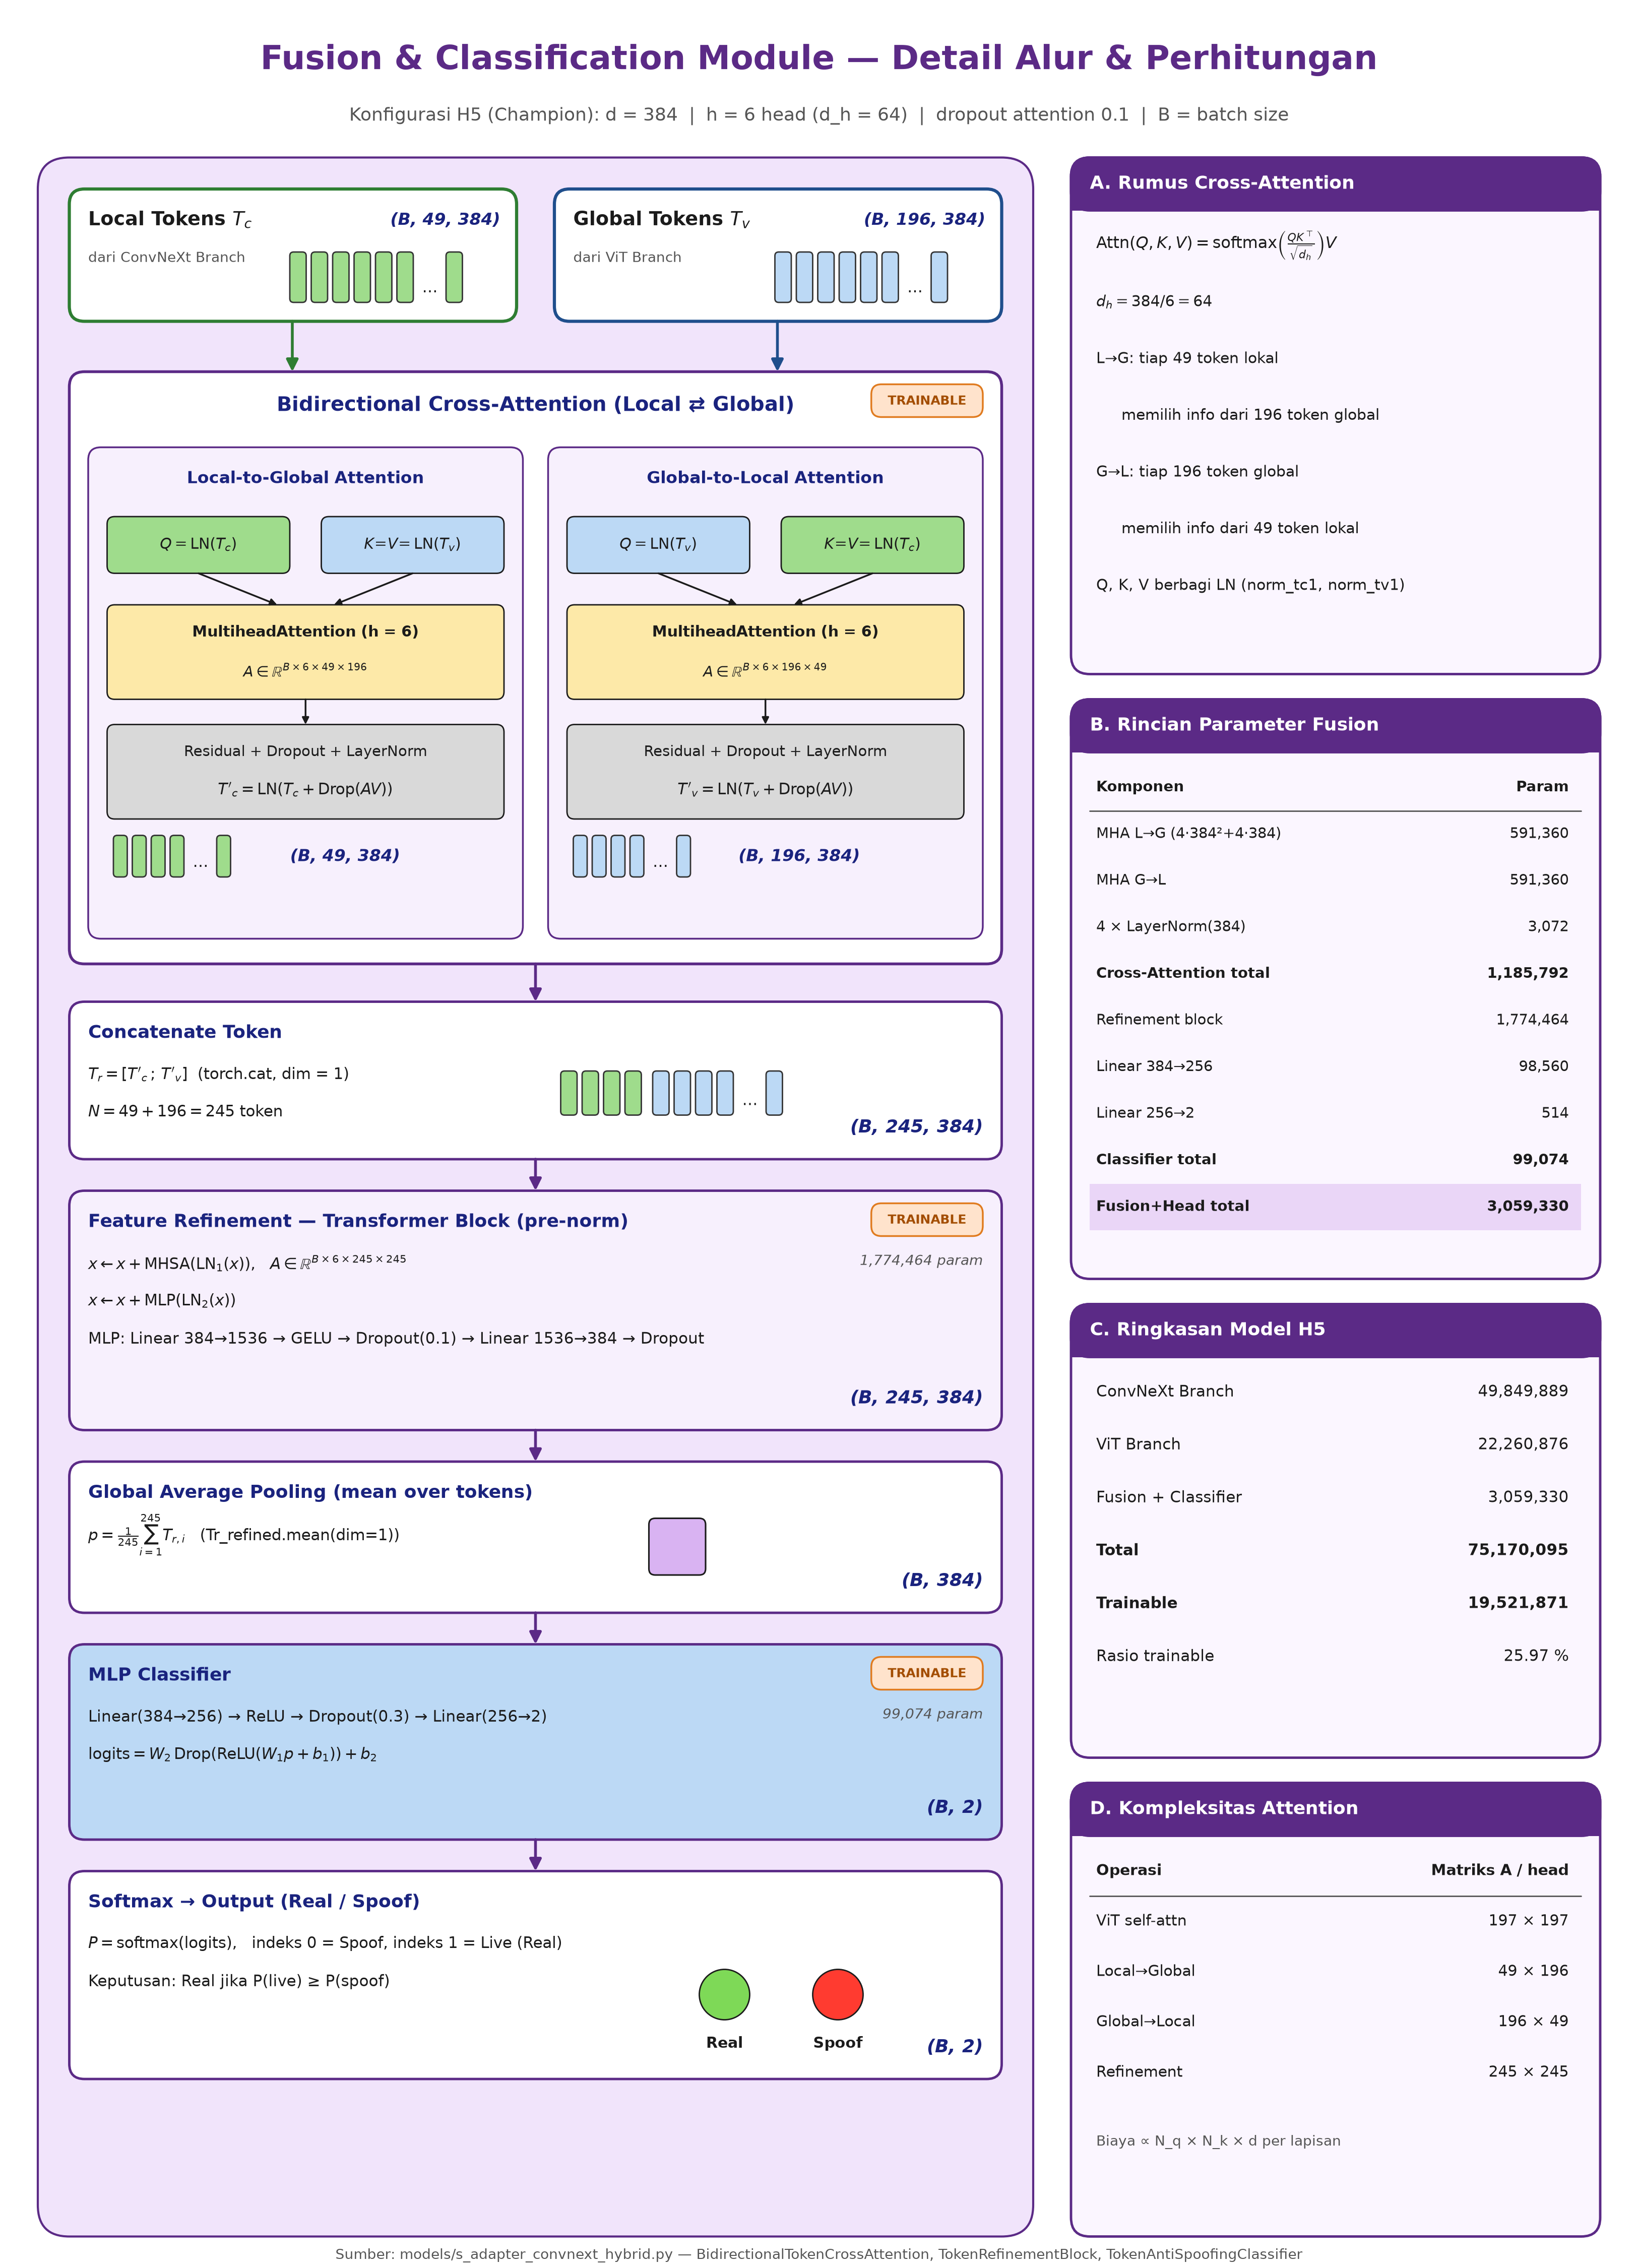 Fusion & Classification Module — Detail Alur & Perhitungan
Konfigurasi H5 (Champion): d = 384 | h = 6 head (d_h = 64) | dropout attention 0.1 | B = batch size
Local Tokens T_c (B, 49, 384)
dari ConvNeXt Branch
...
Global Tokens T_v (B, 196, 384)
dari ViT Branch
...
Bidirectional Cross-Attention (Local ⇄ Global)
TRAINABLE
Local-to-Global Attention
Q = LN(T_c)
K=V= LN(T_v)
MultiheadAttention (h = 6)
A ∈ ℝ^{B×6×49×196}
Residual + Dropout + LayerNorm
T'_c = LN(T_c + Drop(AV))
... (B, 49, 384)
Global-to-Local Attention
Q = LN(T_v)
K=V= LN(T_c)
MultiheadAttention (h = 6)
A ∈ ℝ^{B×6×196×49}
Residual + Dropout + LayerNorm
T'_v = LN(T_v + Drop(AV))
... (B, 196, 384)
Concatenate Token
T_r = [T'_c ; T'_v] (torch.cat, dim = 1)
N = 49 + 196 = 245 token
...
(B, 245, 384)
Feature Refinement — Transformer Block (pre-norm)
TRAINABLE
x ← x + MHSA(LN₁(x)), A ∈ ℝ^{B×6×245×245}
1,774,464 param
x ← x + MLP(LN₂(x))
MLP: Linear 384→1536 → GELU → Dropout(0.1) → Linear 1536→384 → Dropout
(B, 245, 384)
Global Average Pooling (mean over tokens)
p = 1/245 ∑_{i=1}^{245} T_{r,i} (Tr_refined.mean(dim=1))
(B, 384)
MLP Classifier
TRAINABLE
Linear(384→256) → ReLU → Dropout(0.3) → Linear(256→2)
99,074 param
logits = W₂ Drop(ReLU(W₁p + b₁)) + b₂
(B, 2)
Softmax → Output (Real / Spoof)
P = softmax(logits), indeks 0 = Spoof, indeks 1 = Live (Real)
Keputusan: Real jika P(live) ≥ P(spoof)
Real Spoof
(B, 2)
A. Rumus Cross-Attention
Attn(Q, K, V) = softmax(QK^⊤/√d_h)V
d_h = 384/6 = 64
L→G: tiap 49 token lokal
memilih info dari 196 token global
G→L: tiap 196 token global
memilih info dari 49 token lokal
Q, K, V berbagi LN (norm_tc1, norm_tv1)
B. Rincian Parameter Fusion
Komponen Param
MHA L→G (4·384²+4·384) 591,360
MHA G→L 591,360
4 × LayerNorm(384) 3,072
Cross-Attention total 1,185,792
Refinement block 1,774,464
Linear 384→256 98,560
Linear 256→2 514
Classifier total 99,074
Fusion+Head total 3,059,330
C. Ringkasan Model H5
ConvNeXt Branch 49,849,889
ViT Branch 22,260,876
Fusion + Classifier 3,059,330
Total 75,170,095
Trainable 19,521,871
Rasio trainable 25.97 %
D. Kompleksitas Attention
Operasi Matriks A / head
ViT self-attn 197 × 197
Local→Global 49 × 196
Global→Local 196 × 49
Refinement 245 × 245
Biaya ∝ N_q × N_k × d per lapisan
Sumber: models/s_adapter_convnext_hybrid.py — BidirectionalTokenCrossAttention, TokenRefinementBlock, TokenAntiSpoofingClassifier